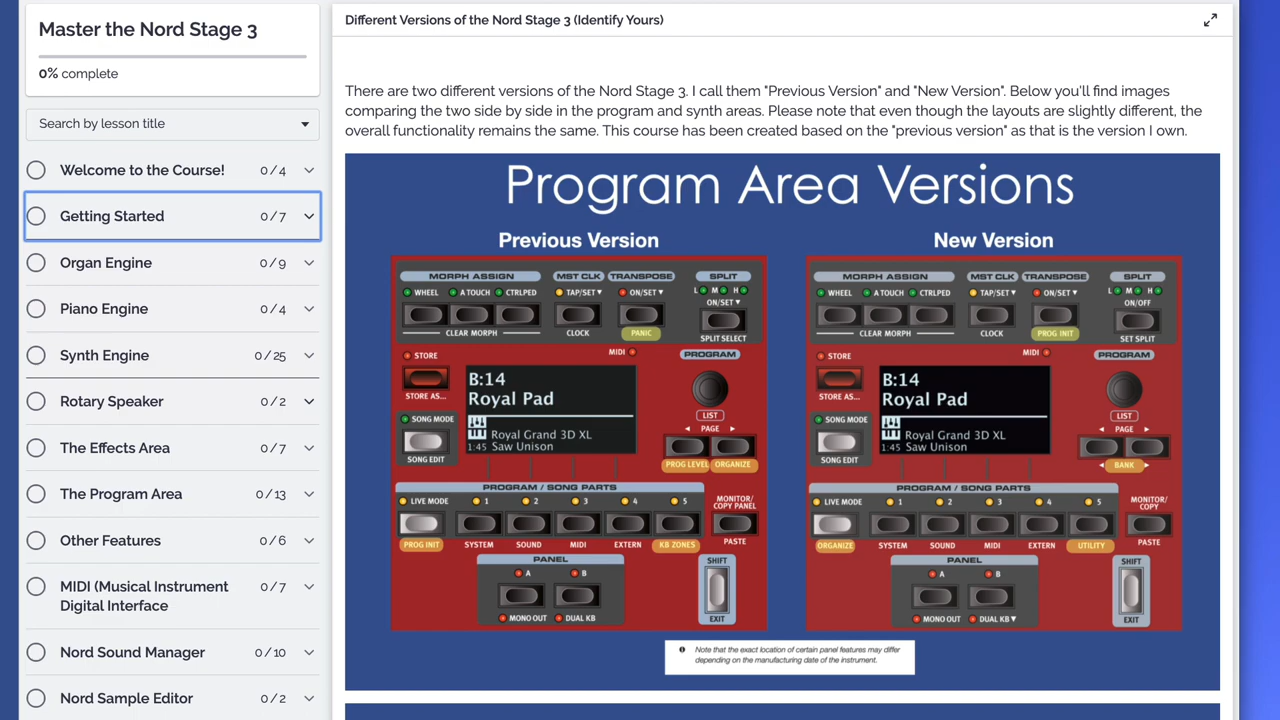 Master the Nord Stage 3
0% complete
Search by lesson title
Welcome to the Course! 0 / 4
Getting Started 0 / 7
Organ Engine 0 / 9
Piano Engine 0 / 4
Synth Engine 0 / 25
Rotary Speaker 0 / 2
The Effects Area 0 / 7
The Program Area 0 / 13
Other Features 0 / 6
MIDI (Musical Instrument 0 / 7
Digital Interface
Nord Sound Manager 0 / 10
Nord Sample Editor 0 / 2
Different Versions of the Nord Stage 3 (Identify Yours)
There are two different versions of the Nord Stage 3. I call them "Previous Version" and "New Version". Below you'll find images
comparing the two side by side in the program and synth areas. Please note that even though the layouts are slightly different, the
overall functionality remains the same. This course has been created based on the "previous version" as that is the version I own.
Program Area Versions
Previous Version
MORPH ASSIGN MST CLK TRANSPOSE SPLIT
L M H
WHEEL A TOUCH CTRLPED TAP/SET ▼ ON/SET ▼
ON/SET ▼
CLEAR MORPH CLOCK PANIC
SPLIT SELECT
STORE MIDI PROGRAM
B:14
Royal Pad
STORE AS...
SONG MODE LIST
◄ PAGE ►
Royal Grand 3D XL
1:45 Saw Unison
SONG EDIT PROG LEVEL ORGANIZE
PROGRAM / SONG PARTS
LIVE MODE 1 2 3 4 5 MONITOR/
COPY PANEL
PROG INIT SYSTEM SOUND MIDI EXTERN KB ZONES PASTE
PANEL SHIFT
A B
MONO OUT DUAL KB EXIT
New Version
MORPH ASSIGN MST CLK TRANSPOSE SPLIT
L M H
WHEEL A TOUCH CTRLPED TAP/SET ▼ ON/SET ▼
ON/OFF
CLEAR MORPH CLOCK PROG INIT
SET SPLIT
STORE MIDI PROGRAM
B:14
Royal Pad
STORE AS...
SONG MODE LIST
◄ PAGE ►
Royal Grand 3D XL
1:45 Saw Unison
SONG EDIT ◄ BANK ►
PROGRAM / SONG PARTS
LIVE MODE 1 2 3 4 5 MONITOR/
COPY
ORGANIZE SYSTEM SOUND MIDI EXTERN UTILITY PASTE
PANEL SHIFT
A B
MONO OUT DUAL KB ▼ EXIT
Note that the exact location of certain panel features may differ
depending on the manufacturing date of the instrument.